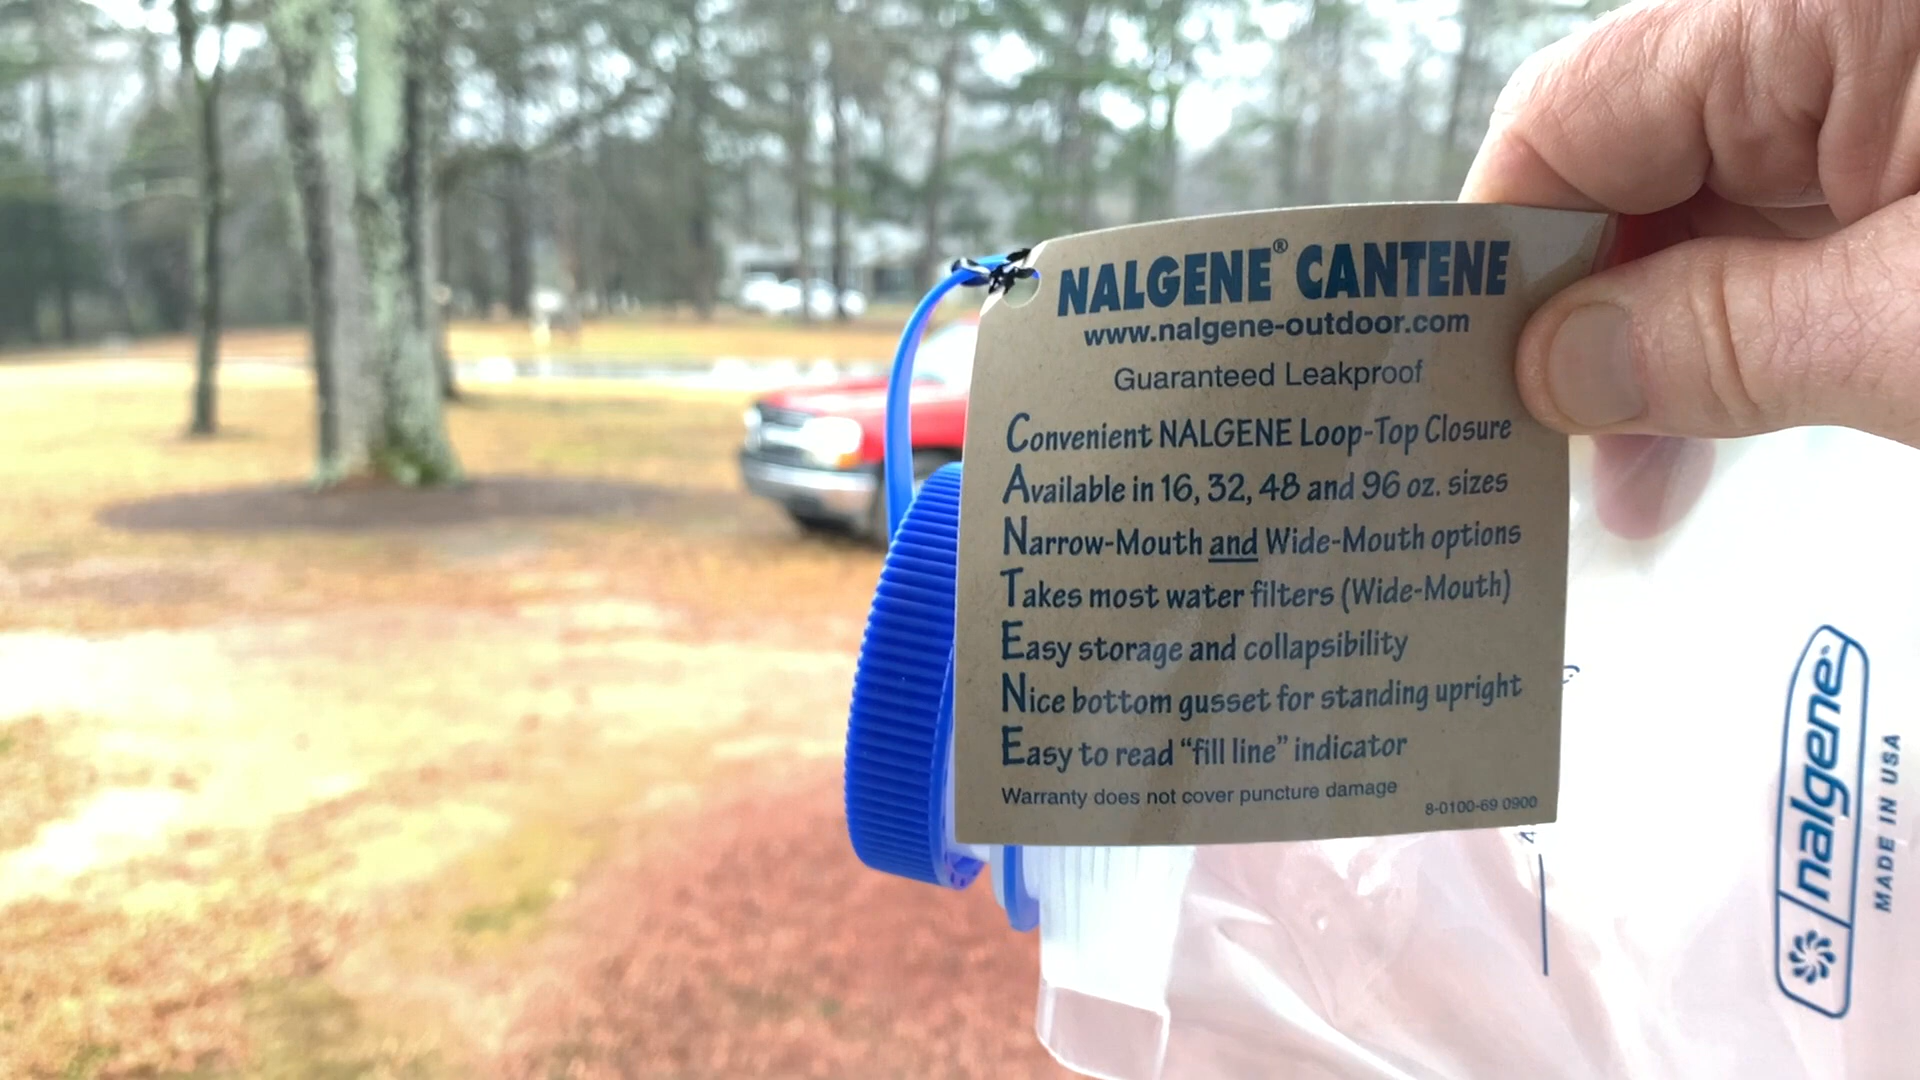 NALGENE® CANTENE
www.nalgene-outdoor.com
Guaranteed Leakproof
Convenient NALGENE Loop-Top Closure
Available in 16, 32, 48 and 96 oz. sizes
Narrow-Mouth and Wide-Mouth options
Takes most water filters (Wide-Mouth)
Easy storage and collapsibility
Nice bottom gusset for standing upright
Easy to read “fill line” indicator
Warranty does not cover puncture damage
8-0100-69 0900
nalgene®
MADE IN USA